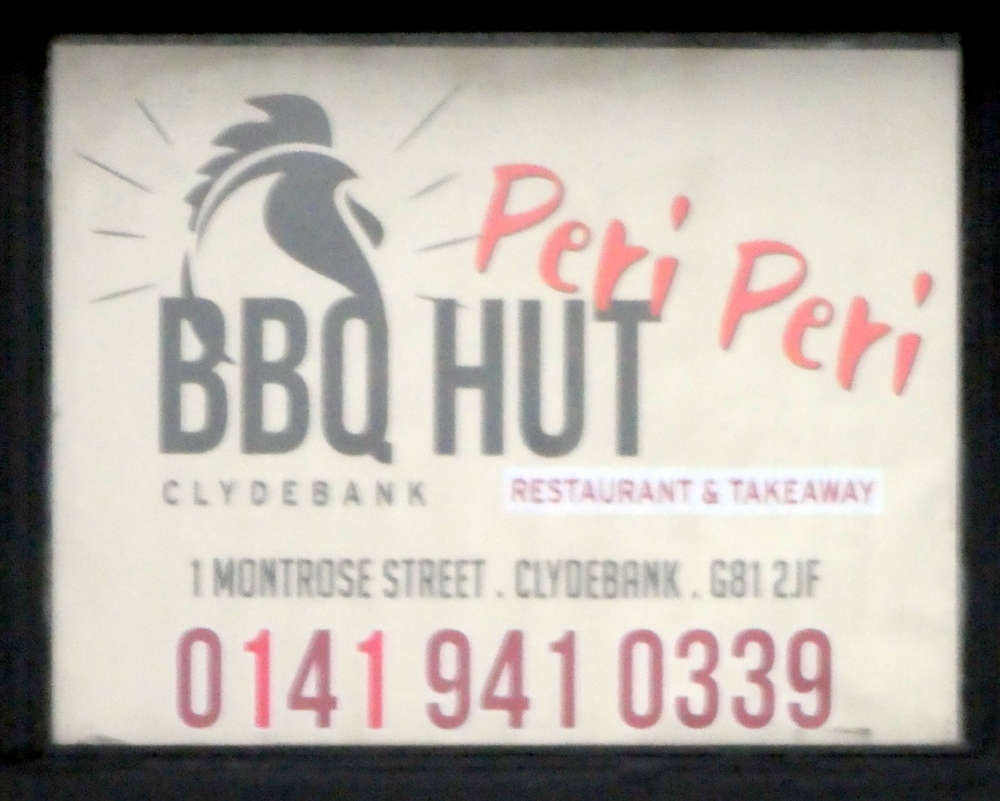 Peri Peri
BBQ HUT
CLYDEBANK
RESTAURANT & TAKEAWAY
1 MONTROSE STREET . CLYDEBANK . G81 2JF
0141 941 0339